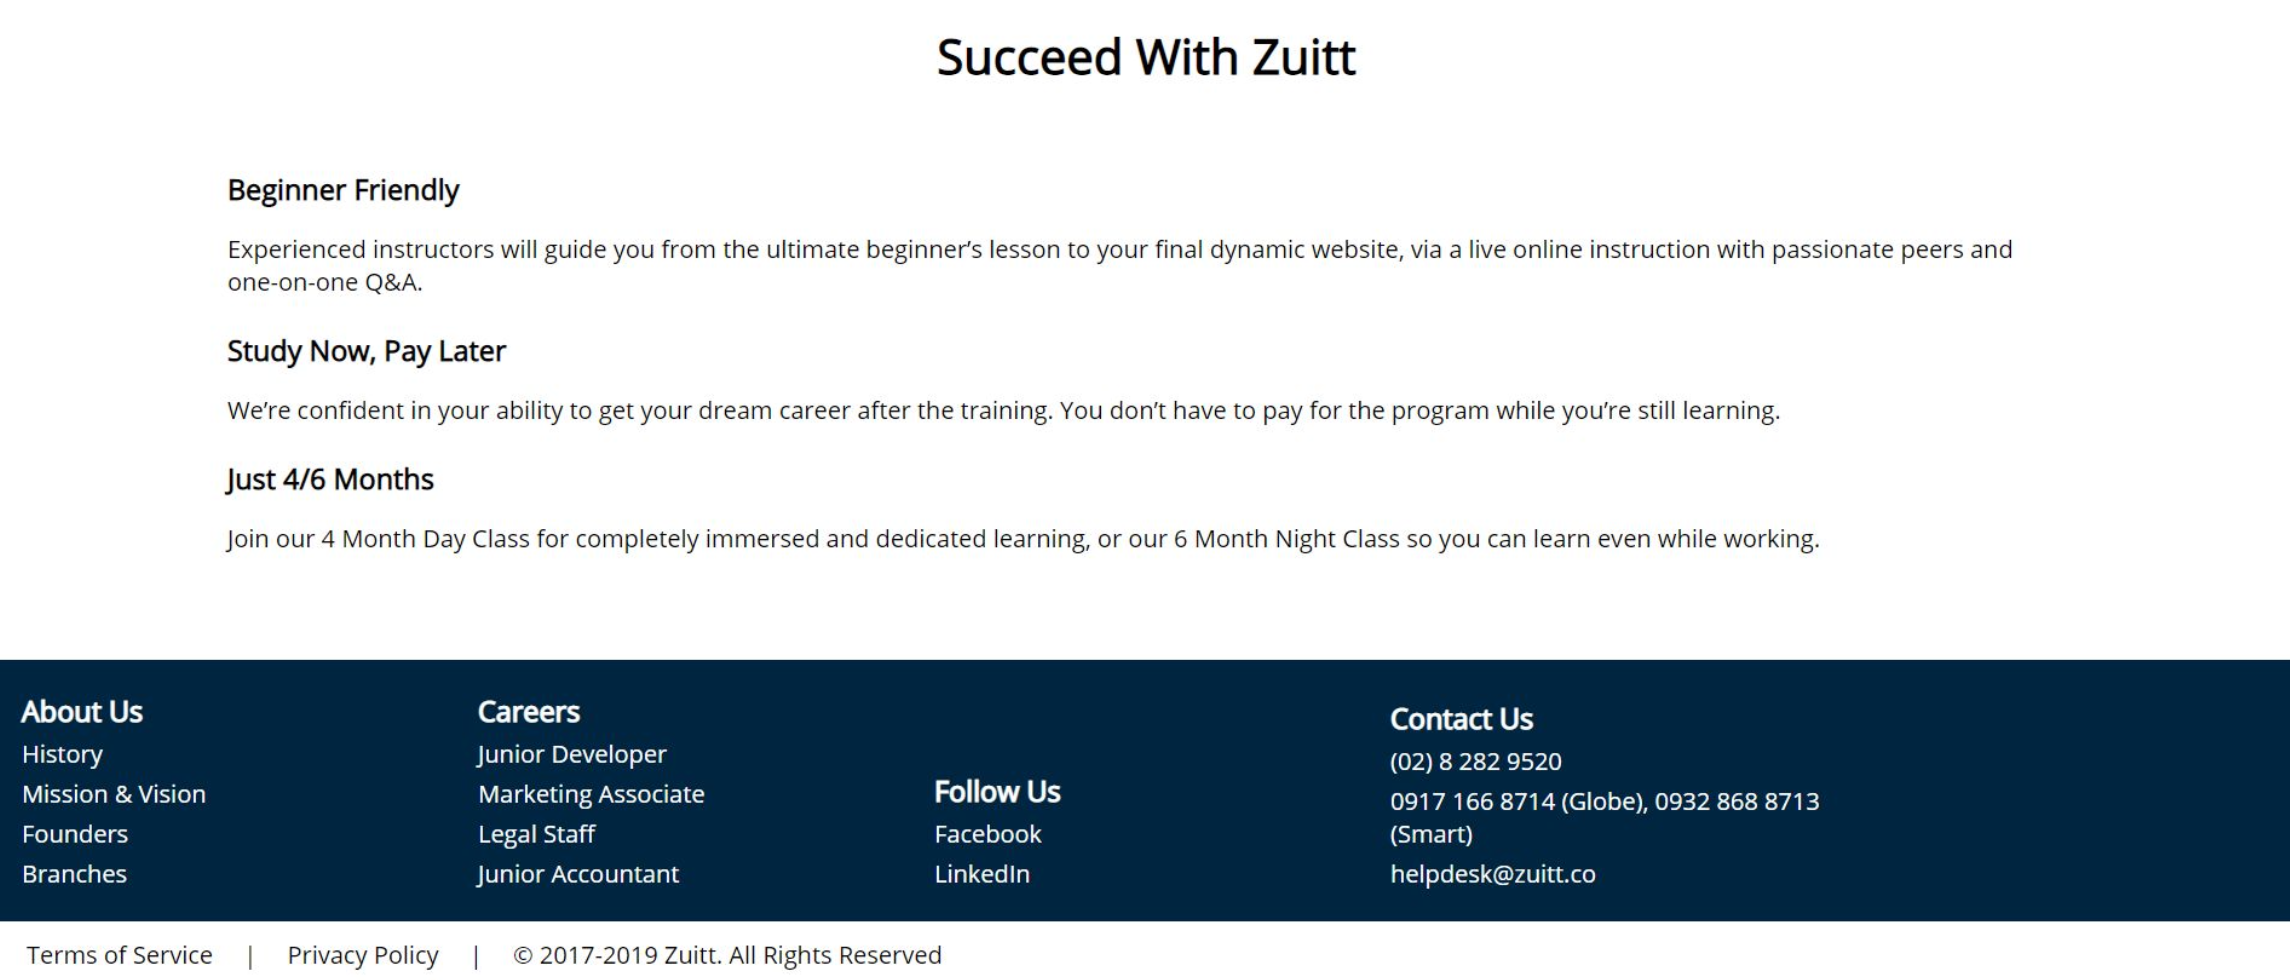 Succeed With Zuitt
Beginner Friendly
Experienced instructors will guide you from the ultimate beginner’s lesson to your final dynamic website, via a live online instruction with passionate peers and
one-on-one Q&A.
Study Now, Pay Later
We’re confident in your ability to get your dream career after the training. You don’t have to pay for the program while you’re still learning.
Just 4/6 Months
Join our 4 Month Day Class for completely immersed and dedicated learning, or our 6 Month Night Class so you can learn even while working.
About Us
History
Mission & Vision
Founders
Branches
Careers
Junior Developer
Marketing Associate
Legal Staff
Junior Accountant
Follow Us
Facebook
LinkedIn
Contact Us
(02) 8 282 9520
0917 166 8714 (Globe), 0932 868 8713
(Smart)
helpdesk@zuitt.co
Terms of Service | Privacy Policy | © 2017-2019 Zuitt. All Rights Reserved